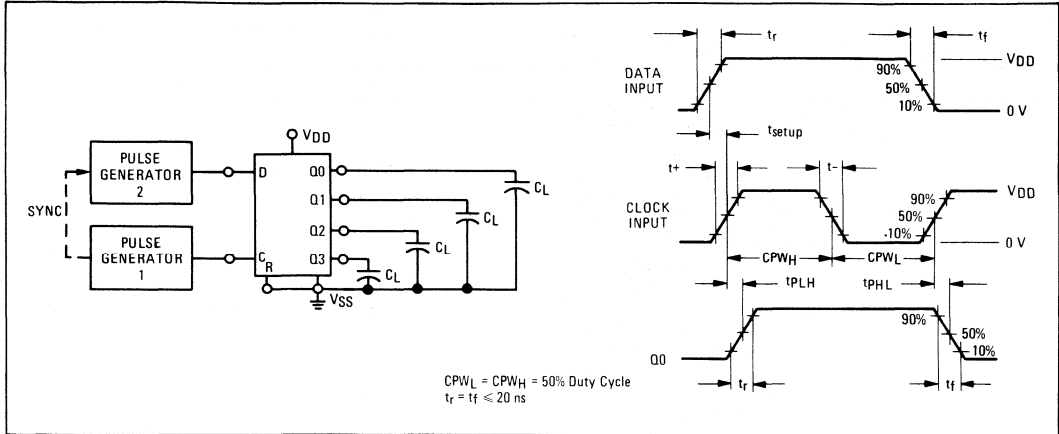 PULSE
GENERATOR
2
SYNC
PULSE
GENERATOR
1
VDD
D
Q0
Q1
Q2
Q3
C
R
VSS
CL
CL
CL
CL
CPWL = CPWH = 50% Duty Cycle
tr = tf ⩽ 20 ns
DATA
INPUT
tr
tf
90%
50%
10%
VDD
0 V
tsetup
t+
t-
CLOCK
INPUT
90%
50%
10%
VDD
0 V
CPWH
CPWL
tPLH
tPHL
Q0
90%
50%
10%
tr
tf